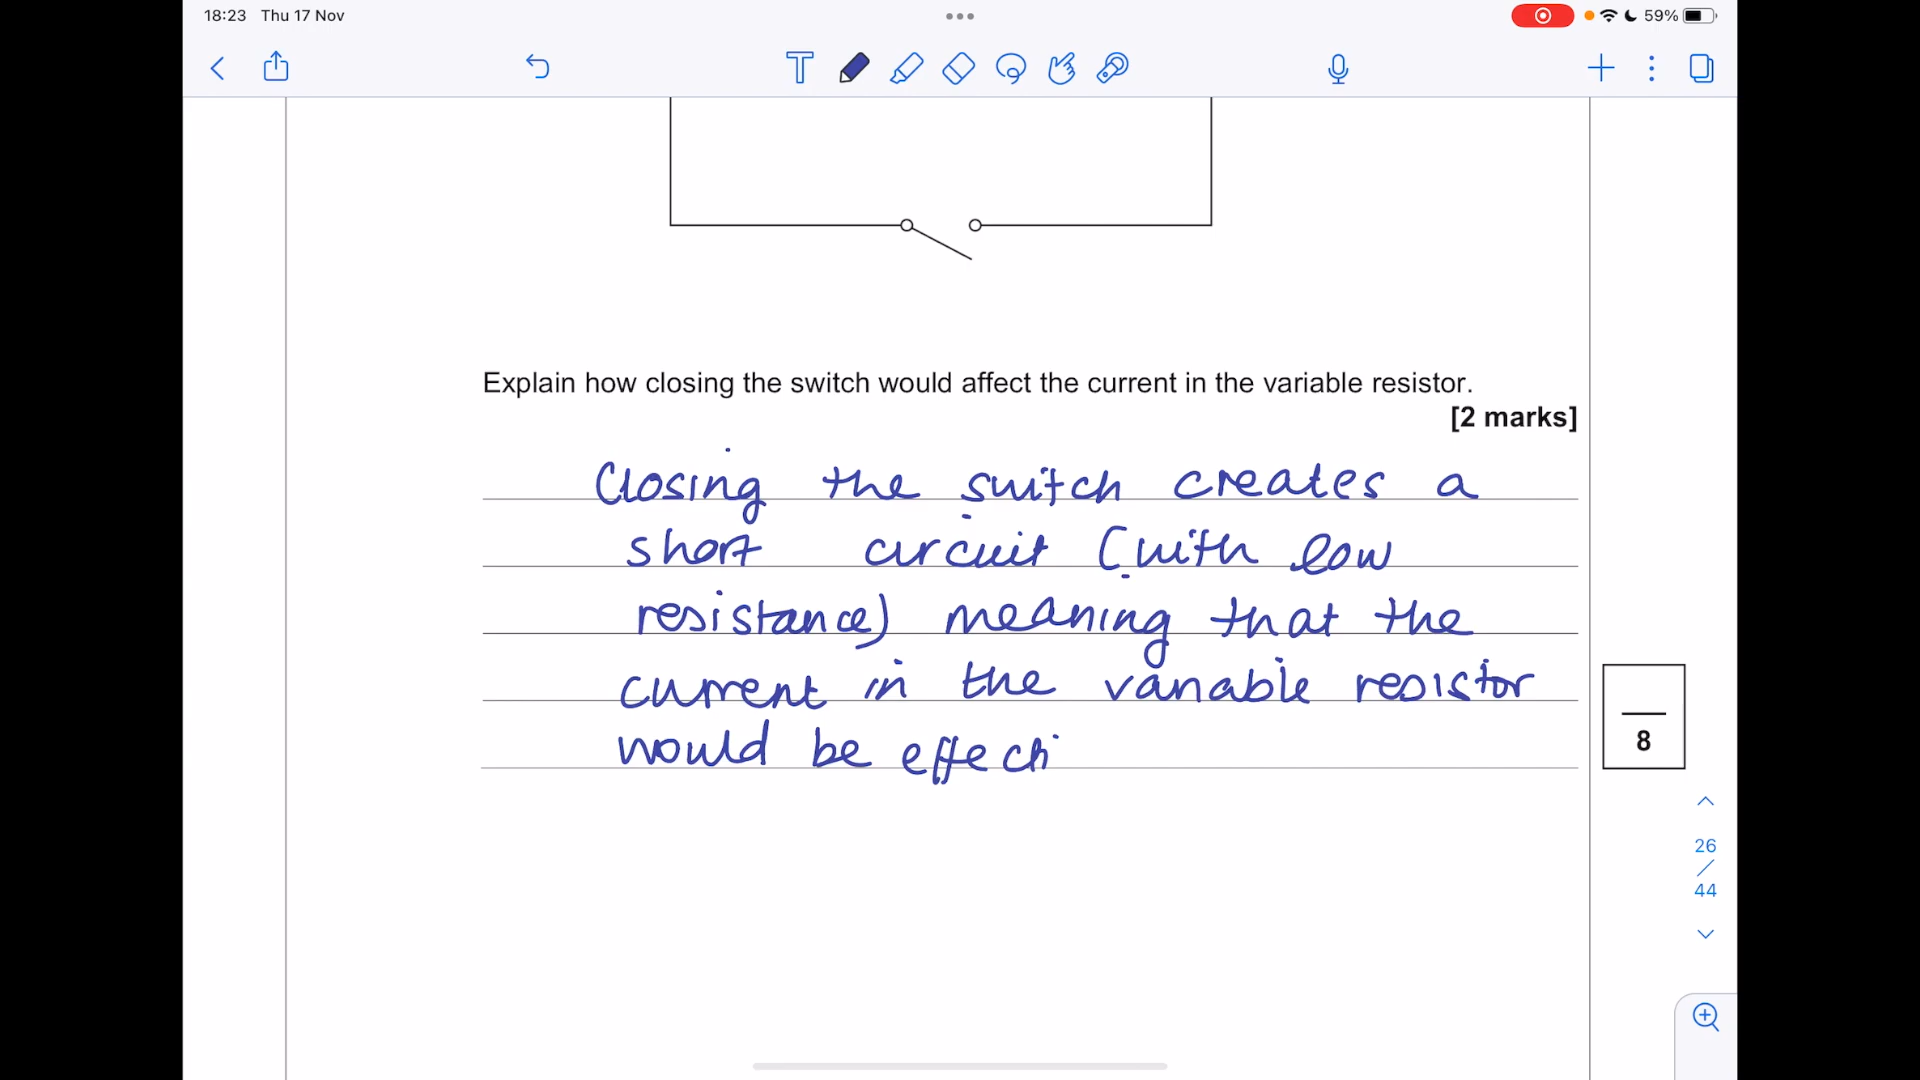 18:23 Thu 17 Nov
59%
Explain how closing the switch would affect the current in the variable resistor.
[2 marks]
Closing the switch creates a
short circuit (with low
resistance) meaning that the
current in the variable resistor
would be effecti
8
26
44